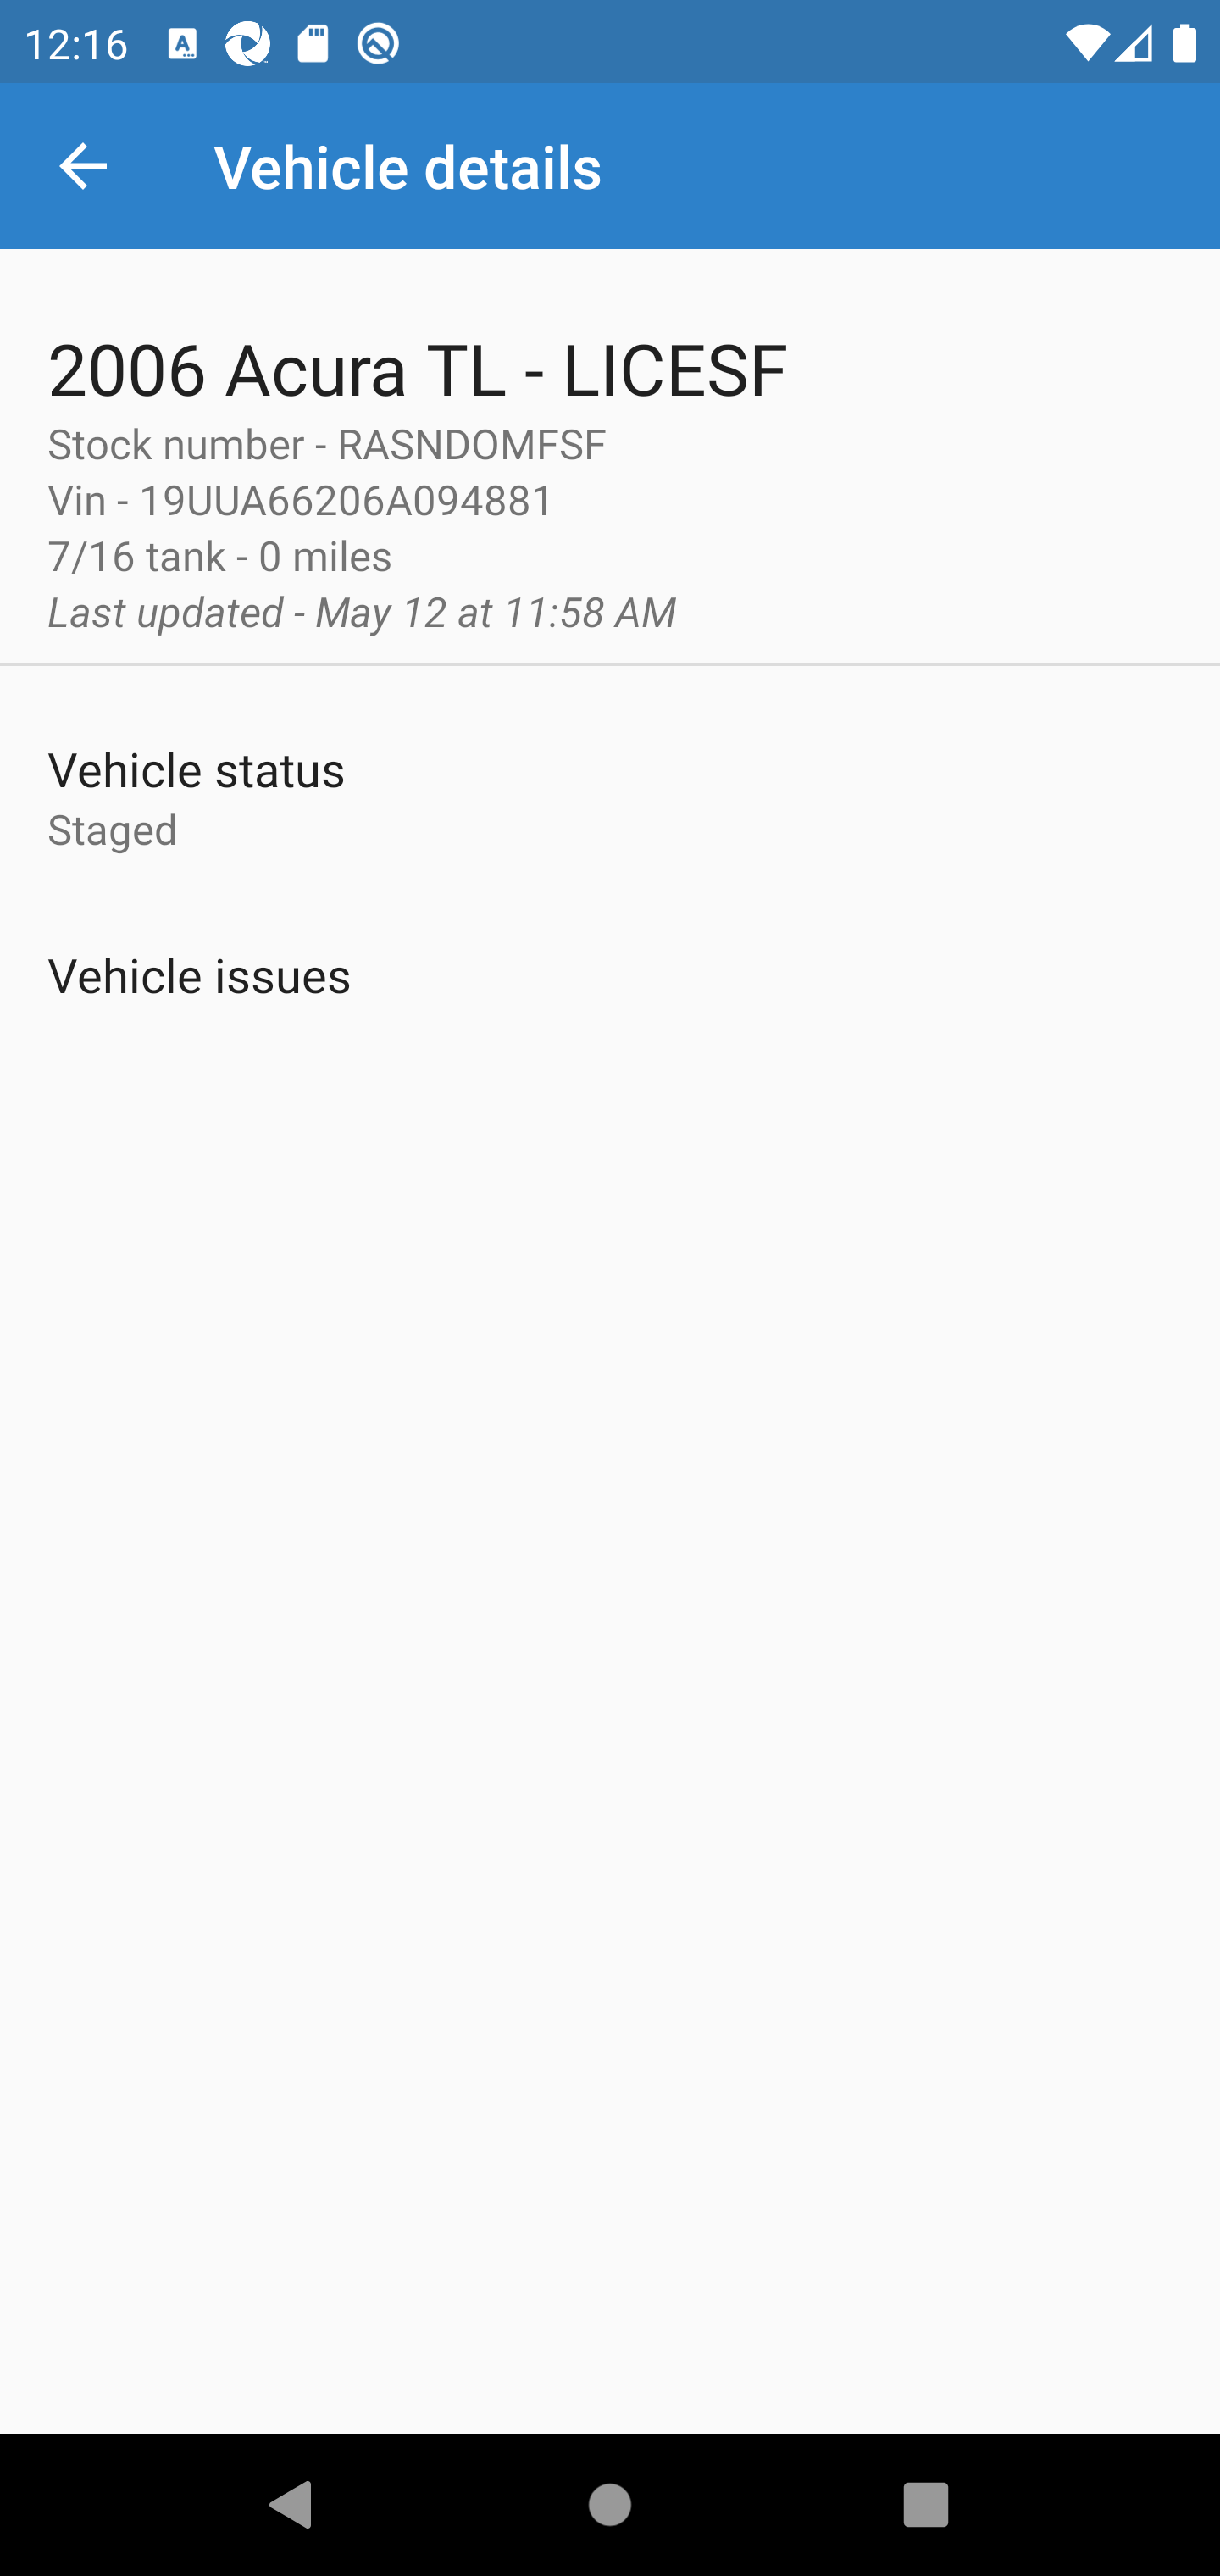 12:16
Vehicle details
2006 Acura TL - LICESF
Stock number - RASNDOMFSF
Vin - 19UUA66206A094881
7/16 tank - 0 miles
Last updated - May 12 at 11:58 AM
Vehicle status
Staged
Vehicle issues